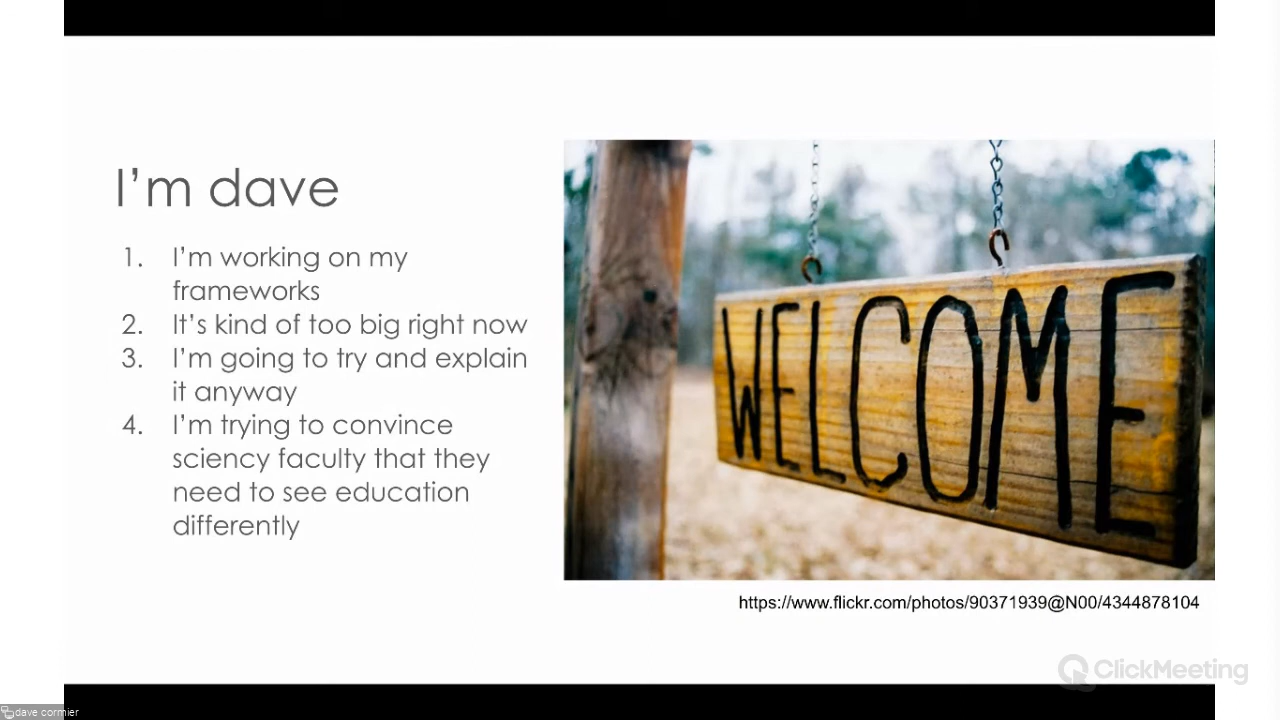 I'm dave
1. I'm working on my
frameworks
2. It's kind of too big right now
3. I'm going to try and explain
it anyway
4. I'm trying to convince
sciency faculty that they
need to see education
differently
WELCOME
https://www.flickr.com/photos/90371939@N00/4344878104
ClickMeeting
dave cormier